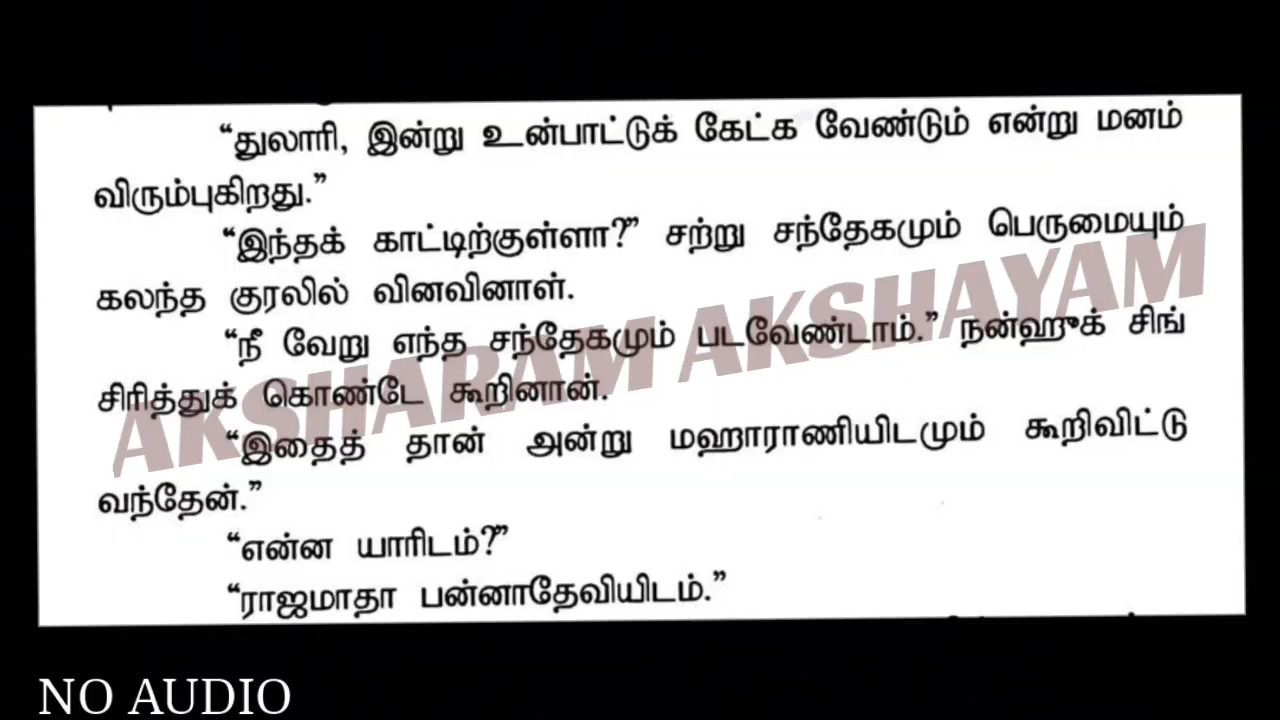 “துலாரி, இன்று உன்பாட்டுக் கேட்க வேண்டும் என்று மனம்
விரும்புகிறது.”
“இந்தக் காட்டிற்குள்ளா?” சற்று சந்தேகமும் பெருமையும்
கலந்த குரலில் வினவினாள்.
“நீ வேறு எந்த சந்தேகமும் படவேண்டாம்.” நன்ஹுக் சிங்
சிரித்துக் கொண்டே கூறினான்.
“இதைத் தான் அன்று மஹாராணியிடமும் கூறிவிட்டு
வந்தேன்.”
“என்ன யாரிடம்?”
“ராஜமாதா பன்னாதேவியிடம்.”
AKSHARAM AKSHAYAM
NO AUDIO